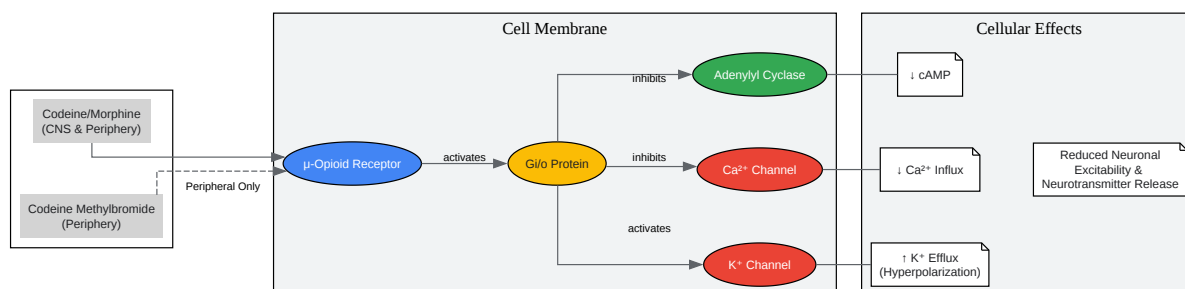 Cell Membrane
Cellular Effects
Codeine/Morphine
(CNS & Periphery)
Codeine Methylbromide
(Periphery)
Peripheral Only
μ-Opioid Receptor
activates
Gi/o Protein
inhibits
Adenylyl Cyclase
inhibits
Ca²⁺ Channel
activates
K⁺ Channel
↓ cAMP
↓ Ca²⁺ Influx
↑ K⁺ Efflux
(Hyperpolarization)
Reduced Neuronal
Excitability &
Neurotransmitter Release